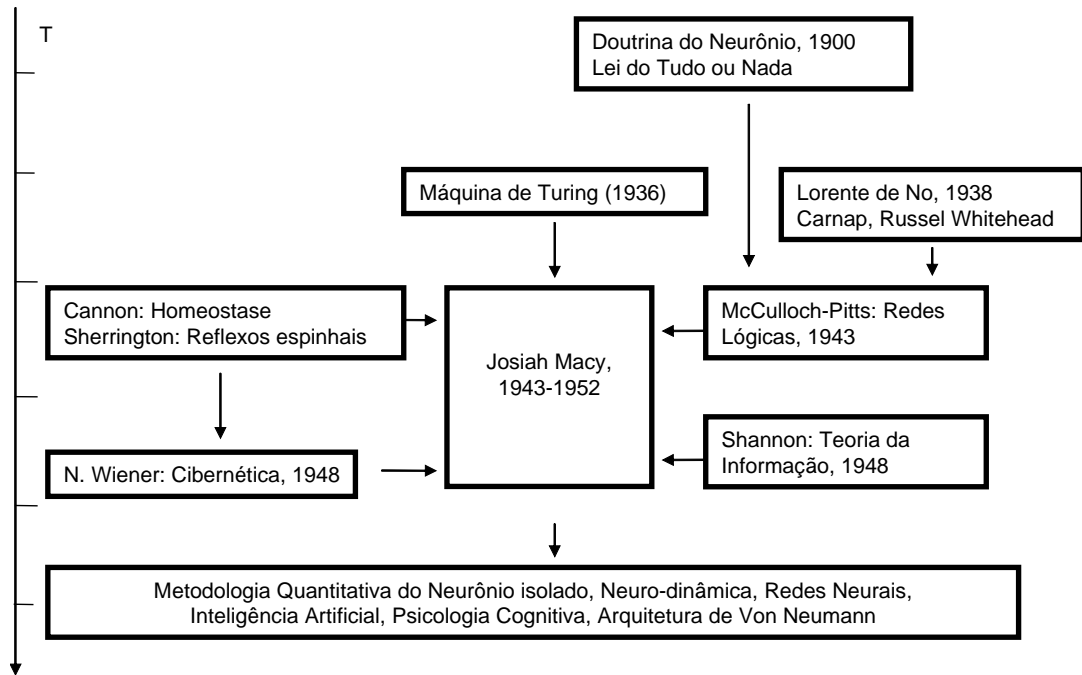 T
Doutrina do Neurônio, 1900
Lei do Tudo ou Nada
Máquina de Turing (1936)
Lorente de No, 1938
Carnap, Russel Whitehead
Cannon: Homeostase
Sherrington: Reflexos espinhais
Josiah Macy,
1943-1952
McCulloch-Pitts: Redes
Lógicas, 1943
N. Wiener: Cibernética, 1948
Shannon: Teoria da
Informação, 1948
Metodologia Quantitativa do Neurônio isolado, Neuro-dinâmica, Redes Neurais,
Inteligência Artificial, Psicologia Cognitiva, Arquitetura de Von Neumann